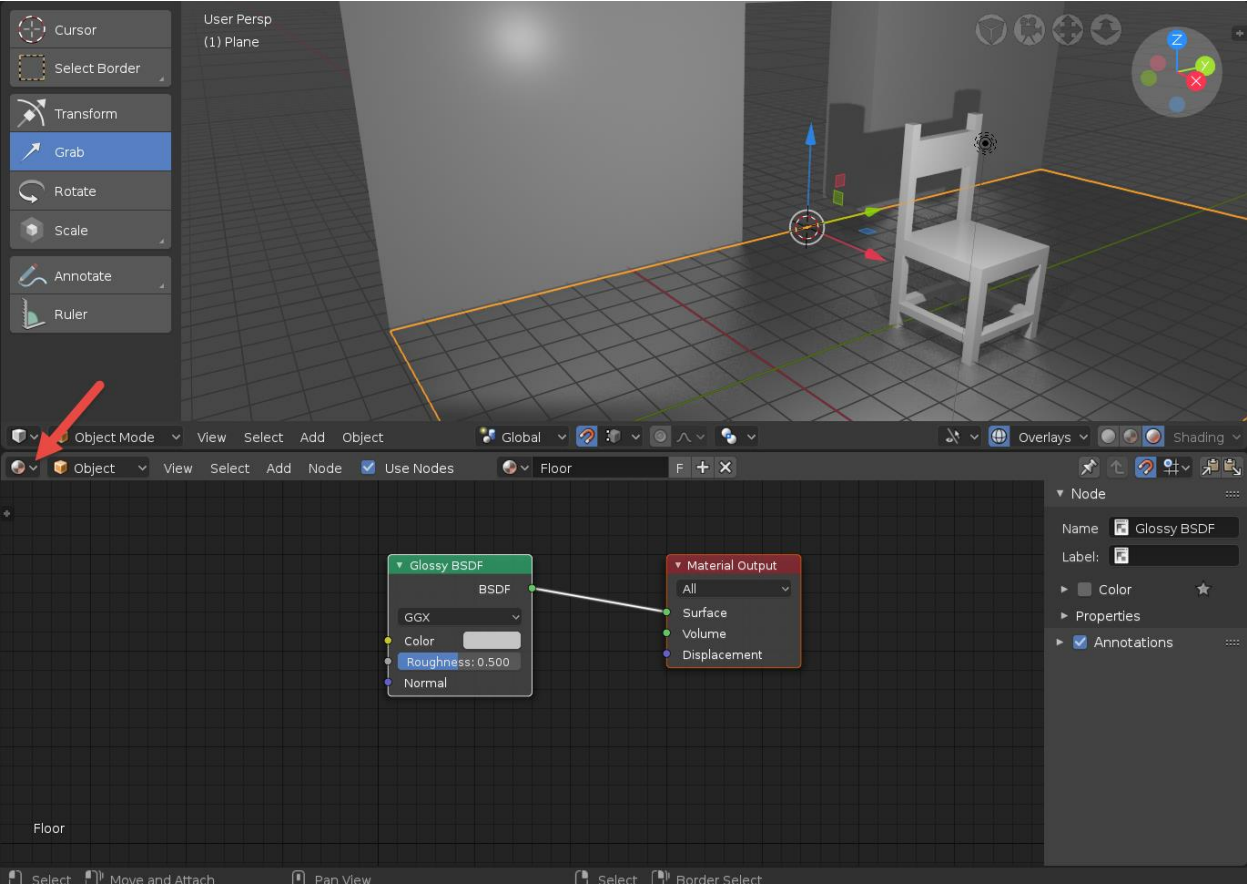 Cursor
Select Border
Transform
Grab
Rotate
Scale
Annotate
Ruler
User Persp
(1) Plane
Z
Y
X
Object Mode View Select Add Object Global Overlays Shading
Object View Select Add Node Use Nodes Floor F
Glossy BSDF
BSDF
GGX
Color
Roughness: 0.500
Normal
Material Output
All
Surface
Volume
Displacement
Node
Name Glossy BSDF
Label:
Color
Properties
Annotations
Floor
Select Move and Attach Pan View Select Border Select